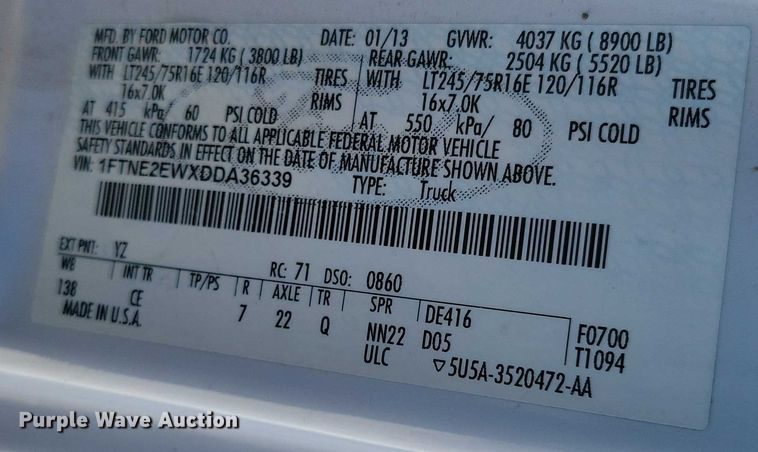 MFD. BY FORD MOTOR CO. DATE: 01/13 GVWR: 4037 KG ( 8900 LB)
FRONT GAWR: 1724 KG ( 3800 LB) REAR GAWR: 2504 KG ( 5520 LB)
WITH LT245/75R16E 120/116R TIRES WITH LT245/75R16E 120/116R TIRES
16x7.0K RIMS 16x7.0K RIMS
AT 415 kPa/ 60 PSI COLD AT 550 kPa/ 80 PSI COLD
THIS VEHICLE CONFORMS TO ALL APPLICABLE FEDERAL MOTOR VEHICLE
SAFETY STANDARDS IN EFFECT ON THE DATE OF MANUFACTURE SHOWN ABOVE.
VIN: 1FTNE2EWXDDA36339 TYPE: Truck
EXT PNT: YZ RC: 71 DSO: 0860
WB INT TR TP/PS R AXLE TR SPR DE416 F0700
138 CE 7 22 Q NN22 D05 T1094
MADE IN U.S.A. ULC ▽5U5A-3520472-AA
Purple Wave Auction